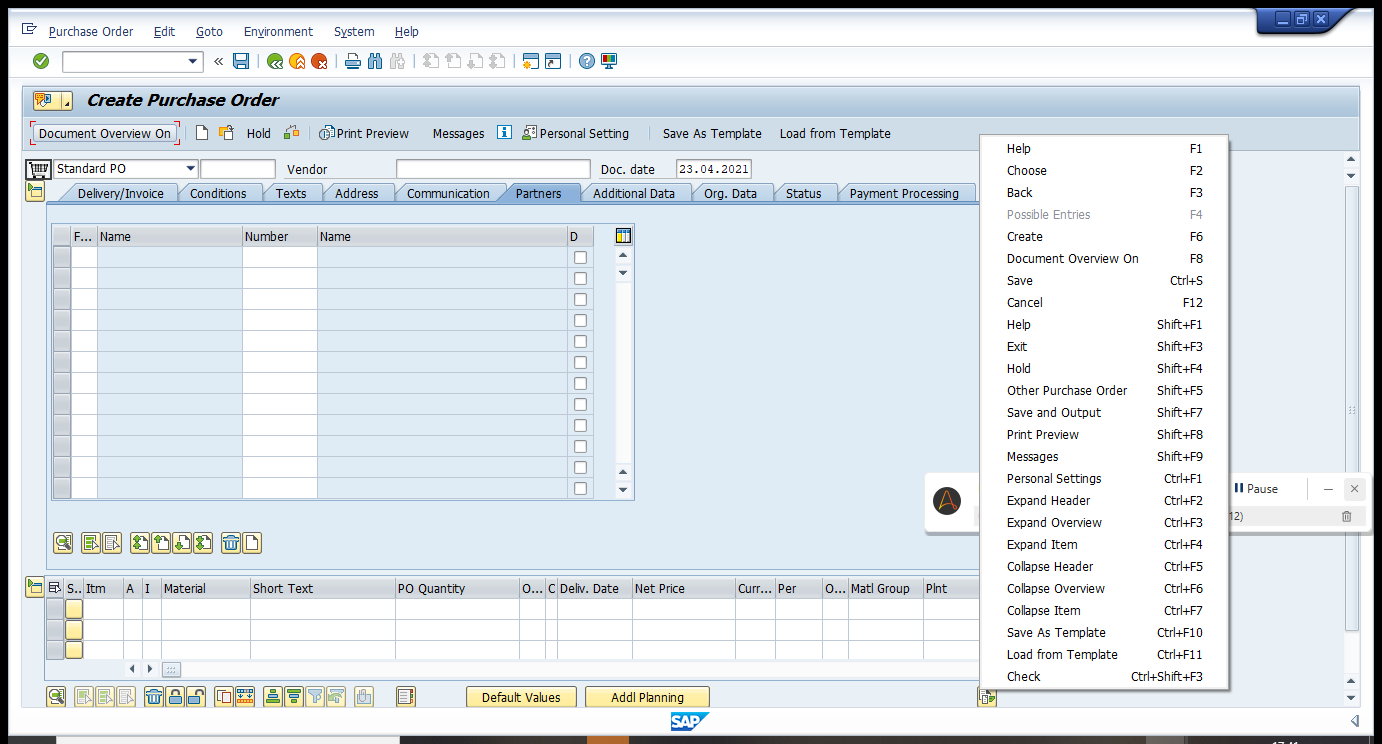 Purchase Order Edit Goto Environment System Help
Create Purchase Order
Document Overview On Hold Print Preview Messages Personal Setting Save As Template Load from Template
Standard PO Vendor Doc. date 23.04.2021
Delivery/Invoice Conditions Texts Address Communication Partners Additional Data Org. Data Status Payment Processing
F... Name Number Name D
Itm A I Material Short Text PO Quantity O... C Deliv. Date Net Price Curr... Per O... Matl Group Plnt
S..
Default Values Addl Planning
SAP
Help F1
Choose F2
Back F3
Possible Entries F4
Create F6
Document Overview On F8
Save Ctrl+S
Cancel F12
Help Shift+F1
Exit Shift+F3
Hold Shift+F4
Other Purchase Order Shift+F5
Save and Output Shift+F7
Print Preview Shift+F8
Messages Shift+F9
Personal Settings Ctrl+F1
Expand Header Ctrl+F2
Expand Overview Ctrl+F3
Expand Item Ctrl+F4
Collapse Header Ctrl+F5
Collapse Overview Ctrl+F6
Collapse Item Ctrl+F7
Save As Template Ctrl+F10
Load from Template Ctrl+F11
Check Ctrl+Shift+F3
Pause
12)